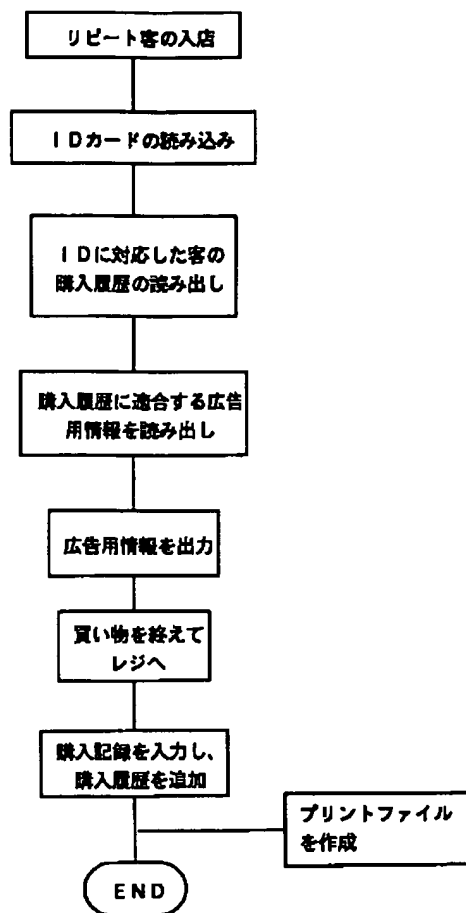 リピート客の入店
IDカードの読み込み
IDに対応した客の
購入履歴の読み出し
購入履歴に適合する広告
用情報を読み出し
広告用情報を出力
買い物を終えて
レジへ
購入記録を入力し、
購入履歴を追加
プリントファイル
を作成
END